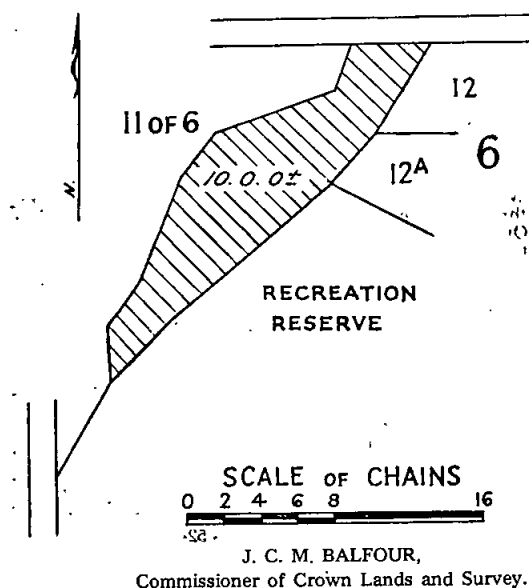 12
11 OF 6
6
10. 0. 0±
12A
N.
RECREATION
RESERVE
SCALE OF CHAINS
0 2 4 6 8 16
J. C. M. BALFOUR,
Commissioner of Crown Lands and Survey.